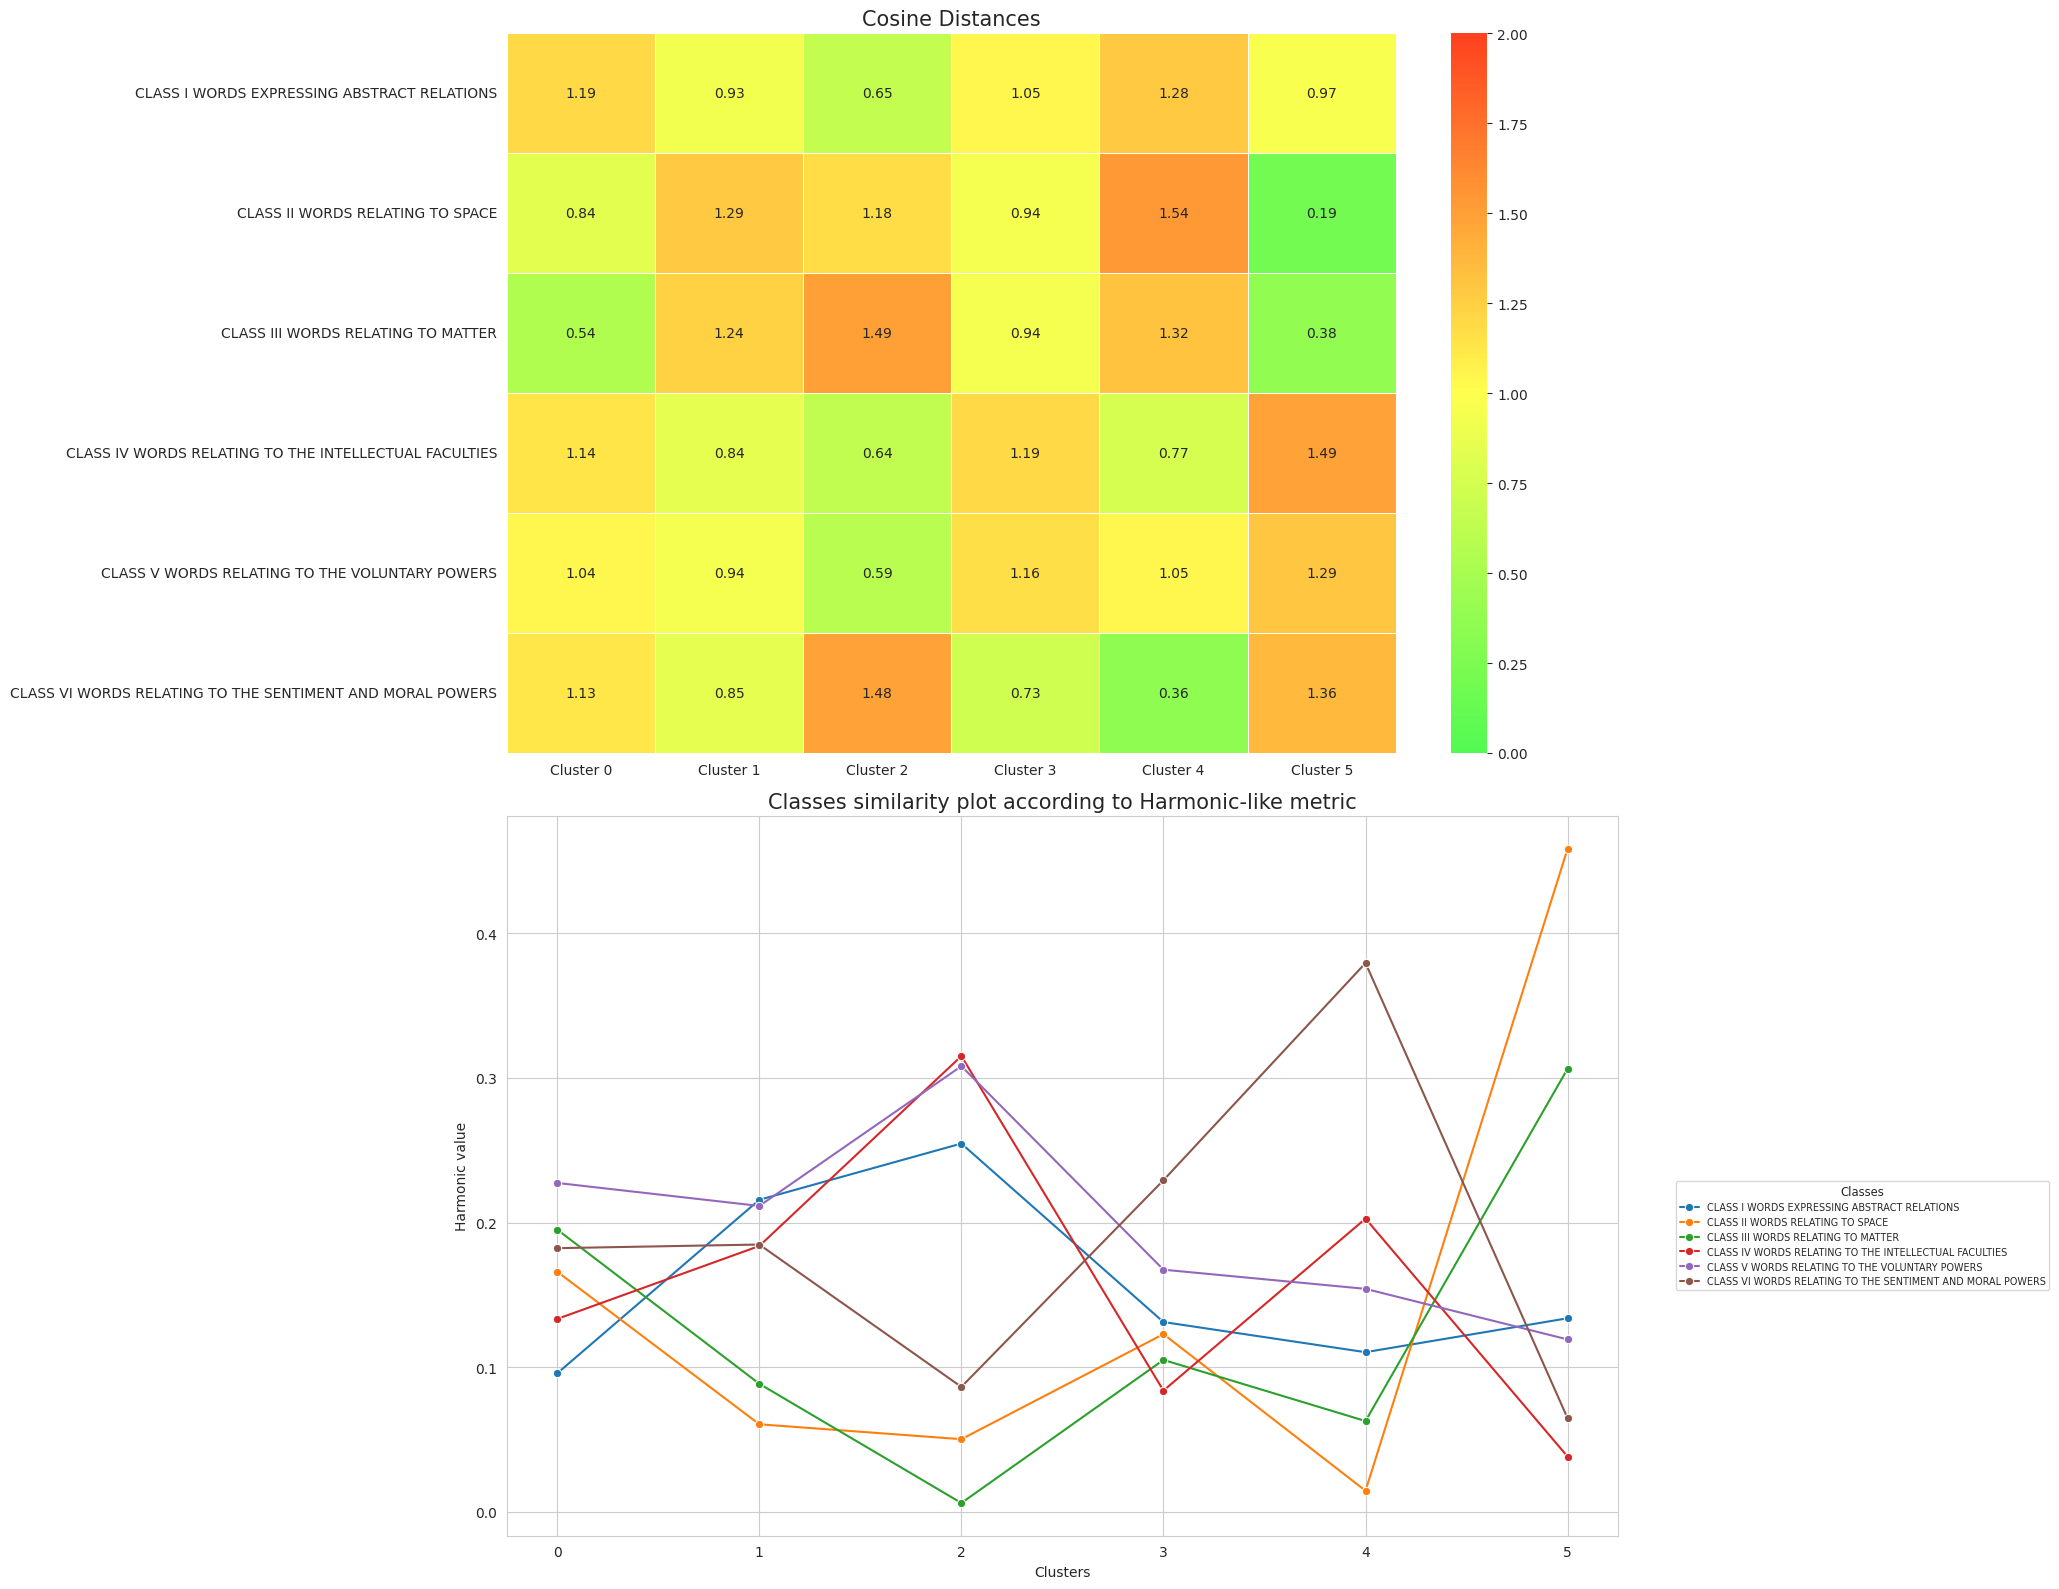 Cosine Distances
CLASS I WORDS EXPRESSING ABSTRACT RELATIONS 1.19 0.93 0.65 1.05 1.28 0.97
CLASS II WORDS RELATING TO SPACE 0.84 1.29 1.18 0.94 1.54 0.19
CLASS III WORDS RELATING TO MATTER 0.54 1.24 1.49 0.94 1.32 0.38
CLASS IV WORDS RELATING TO THE INTELLECTUAL FACULTIES 1.14 0.84 0.64 1.19 0.77 1.49
CLASS V WORDS RELATING TO THE VOLUNTARY POWERS 1.04 0.94 0.59 1.16 1.05 1.29
CLASS VI WORDS RELATING TO THE SENTIMENT AND MORAL POWERS 1.13 0.85 1.48 0.73 0.36 1.36
Cluster 0 Cluster 1 Cluster 2 Cluster 3 Cluster 4 Cluster 5
2.00
1.75
1.50
1.25
1.00
0.75
0.50
0.25
0.00
Classes similarity plot according to Harmonic-like metric
Harmonic value
0.4
0.3
0.2
0.1
0.0
0 1 2 3 4 5
Clusters
Classes
CLASS I WORDS EXPRESSING ABSTRACT RELATIONS
CLASS II WORDS RELATING TO SPACE
CLASS III WORDS RELATING TO MATTER
CLASS IV WORDS RELATING TO THE INTELLECTUAL FACULTIES
CLASS V WORDS RELATING TO THE VOLUNTARY POWERS
CLASS VI WORDS RELATING TO THE SENTIMENT AND MORAL POWERS